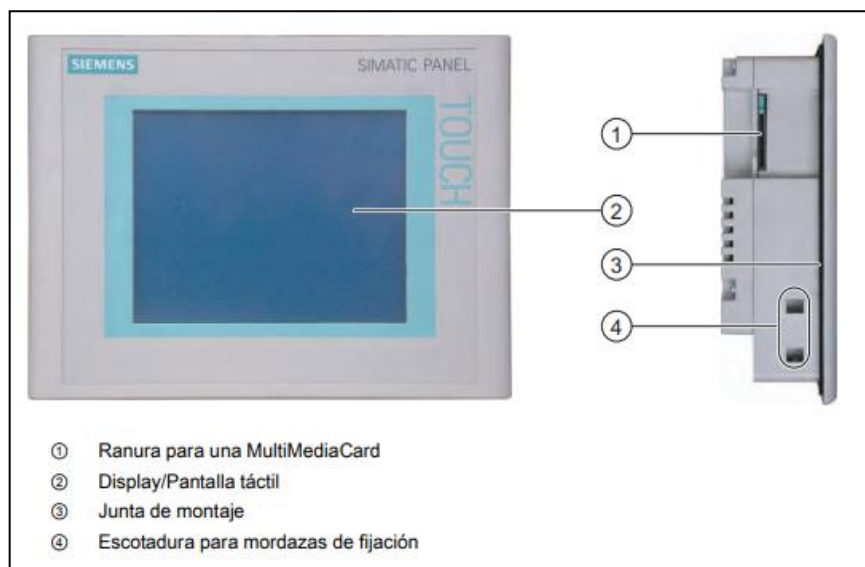 SIEMENS
SIMATIC PANEL
TOUCH
1
2
3
4
① Ranura para una MultiMediaCard
② Display/Pantalla táctil
③ Junta de montaje
④ Escotadura para mordazas de fijación